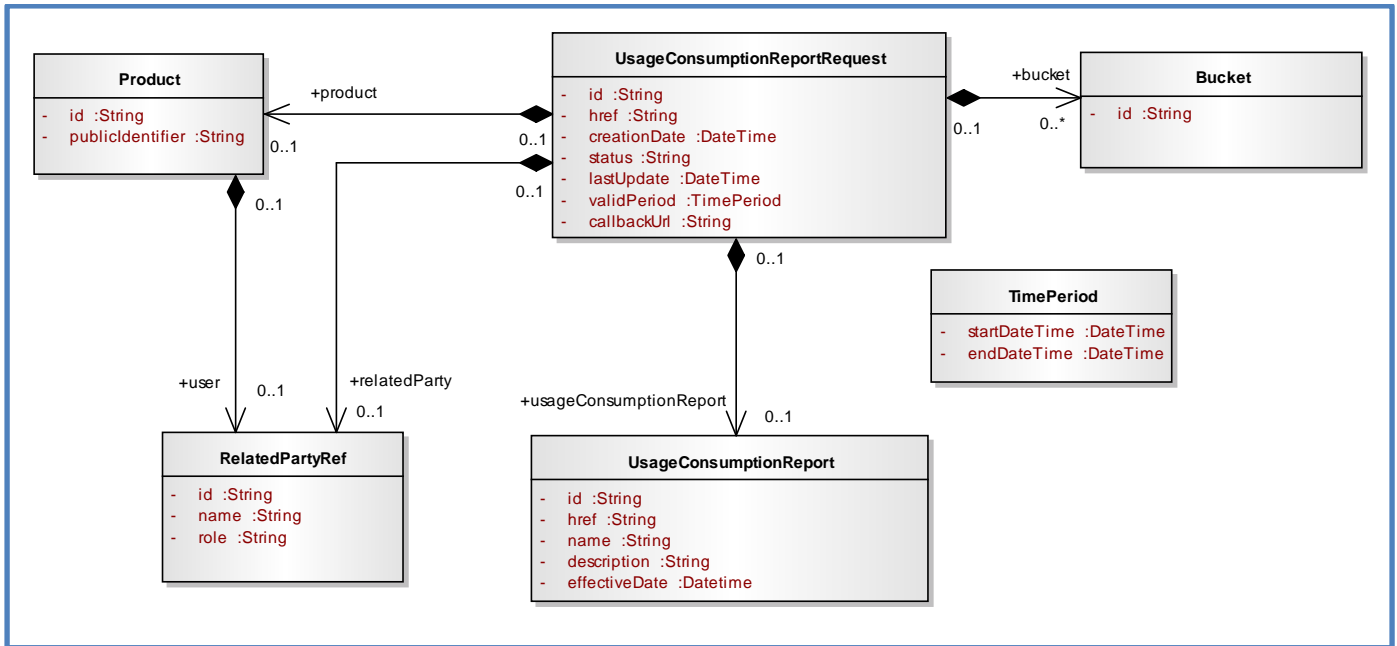 Product
- id :String
- publicIdentifier :String
+product
0..1
0..1
UsageConsumptionReportRequest
- id :String
- href :String
- creationDate :DateTime
- status :String
- lastUpdate :DateTime
- validPeriod :TimePeriod
- callbackUrl :String
+bucket
0..1
0..*
Bucket
- id :String
0..1
0..1
0..1
TimePeriod
- startDateTime :DateTime
- endDateTime :DateTime
+user
0..1
+relatedParty
0..1
+usageConsumptionReport
0..1
RelatedPartyRef
- id :String
- name :String
- role :String
UsageConsumptionReport
- id :String
- href :String
- name :String
- description :String
- effectiveDate :Datetime